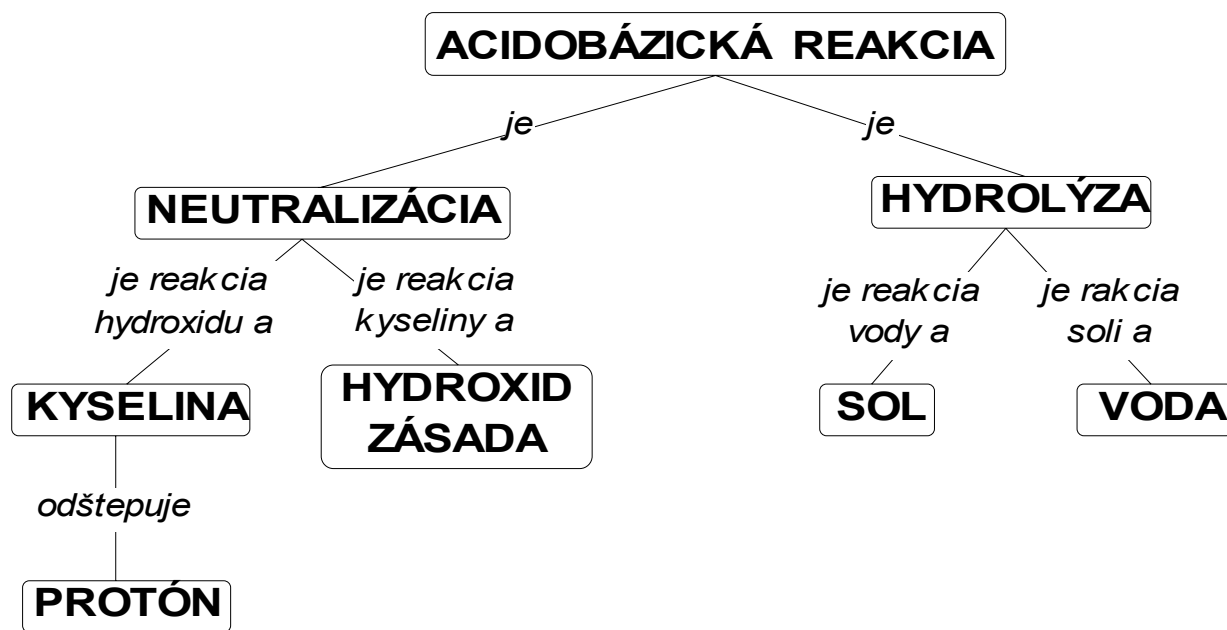 ACIDOBÁZICKÁ REAKCIA
je
je
NEUTRALIZÁCIA
HYDROLÝZA
je reakcia
hydroxidu a
je reakcia
kyseliny a
je reakcia
vody a
je rakcia
soli a
KYSELINA
HYDROXID
ZÁSADA
SOL
VODA
odštepuje
PROTÓN